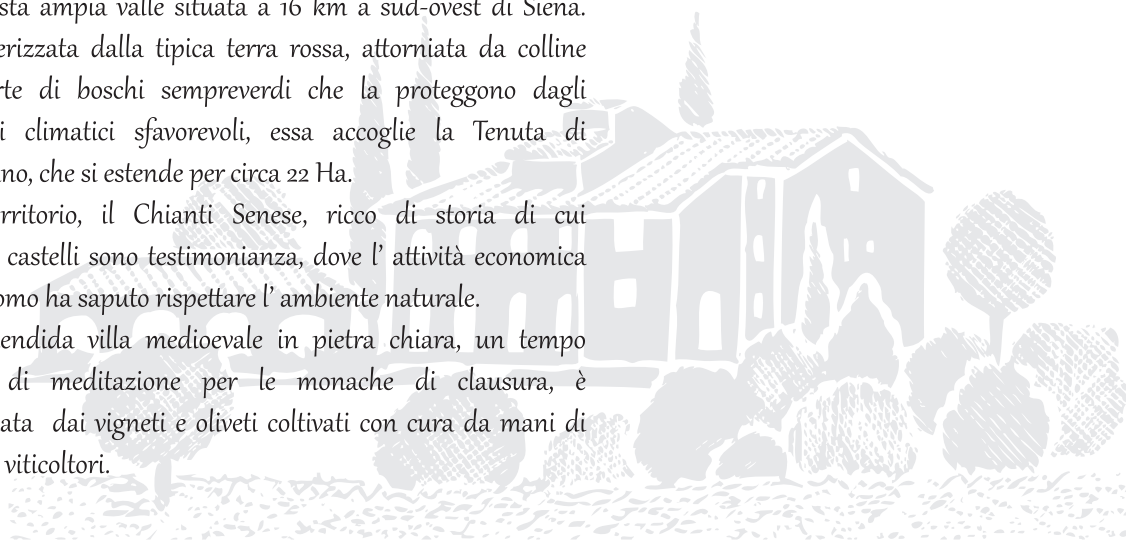 sta ampia valle situata a 16 km a sud-ovest di Siena.
erizzata dalla tipica terra rossa, attorniata da colline
rte di boschi sempreverdi che la proteggono dagli
i climatici sfavorevoli, essa accoglie la Tenuta di
no, che si estende per circa 22 Ha.
rritorio, il Chianti Senese, ricco di storia di cui
castelli sono testimonianza, dove l’ attività economica
omo ha saputo rispettare l’ ambiente naturale.
endida villa medioevale in pietra chiara, un tempo
di meditazione per le monache di clausura, è
ata dai vigneti e oliveti coltivati con cura da mani di
viticoltori.